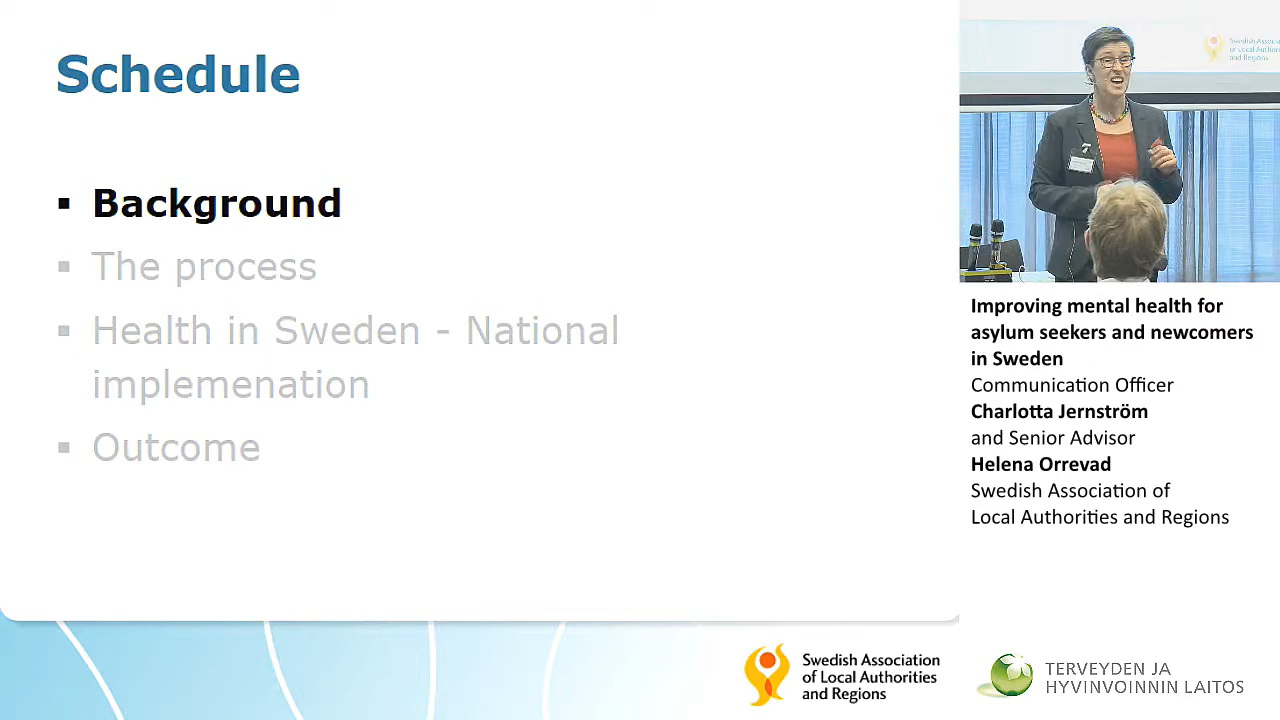 Schedule
▪ Background
▪ The process
▪ Health in Sweden - National
implemenation
▪ Outcome
Swedish Association
of Local Authorities
and Regions
Improving mental health for
asylum seekers and newcomers
in Sweden
Communication Officer
Charlotta Jernström
and Senior Advisor
Helena Orrevad
Swedish Association of
Local Authorities and Regions
TERVEYDEN JA
HYVINVOINNIN LAITOS